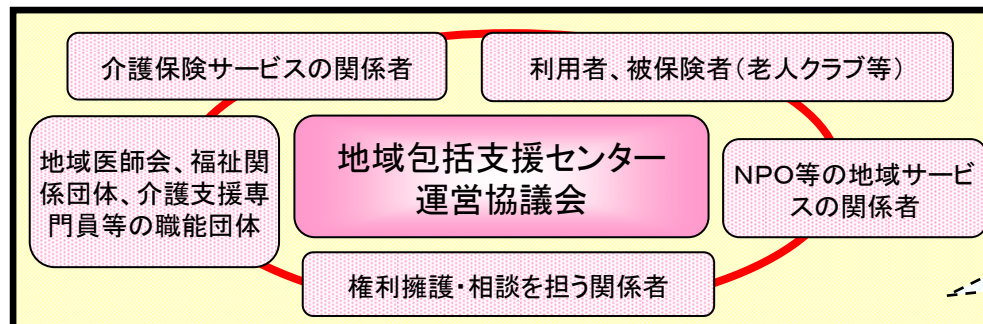 介護保険サービスの関係者
利用者、被保険者（老人クラブ等）
地域医師会、福祉関
係団体、介護支援専
門員等の職能団体
地域包括支援センター
運営協議会
ＮＰＯ等の地域サービ
スの関係者
権利擁護・相談を担う関係者